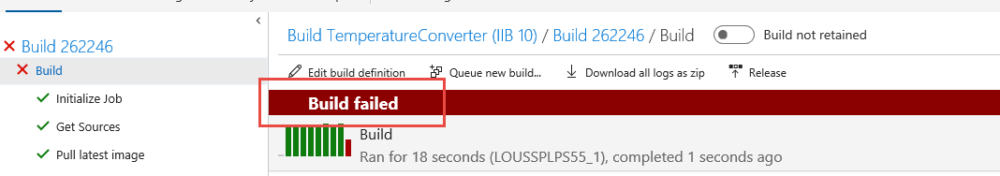 Build 262246
Build
Initialize Job
Get Sources
Pull latest image
Build TemperatureConverter (IIB 10) / Build 262246 / Build
Build not retained
Edit build definition
Queue new build...
Download all logs as zip
Release
Build failed
Build
Ran for 18 seconds (LOUSSPLPS55_1), completed 1 second ago